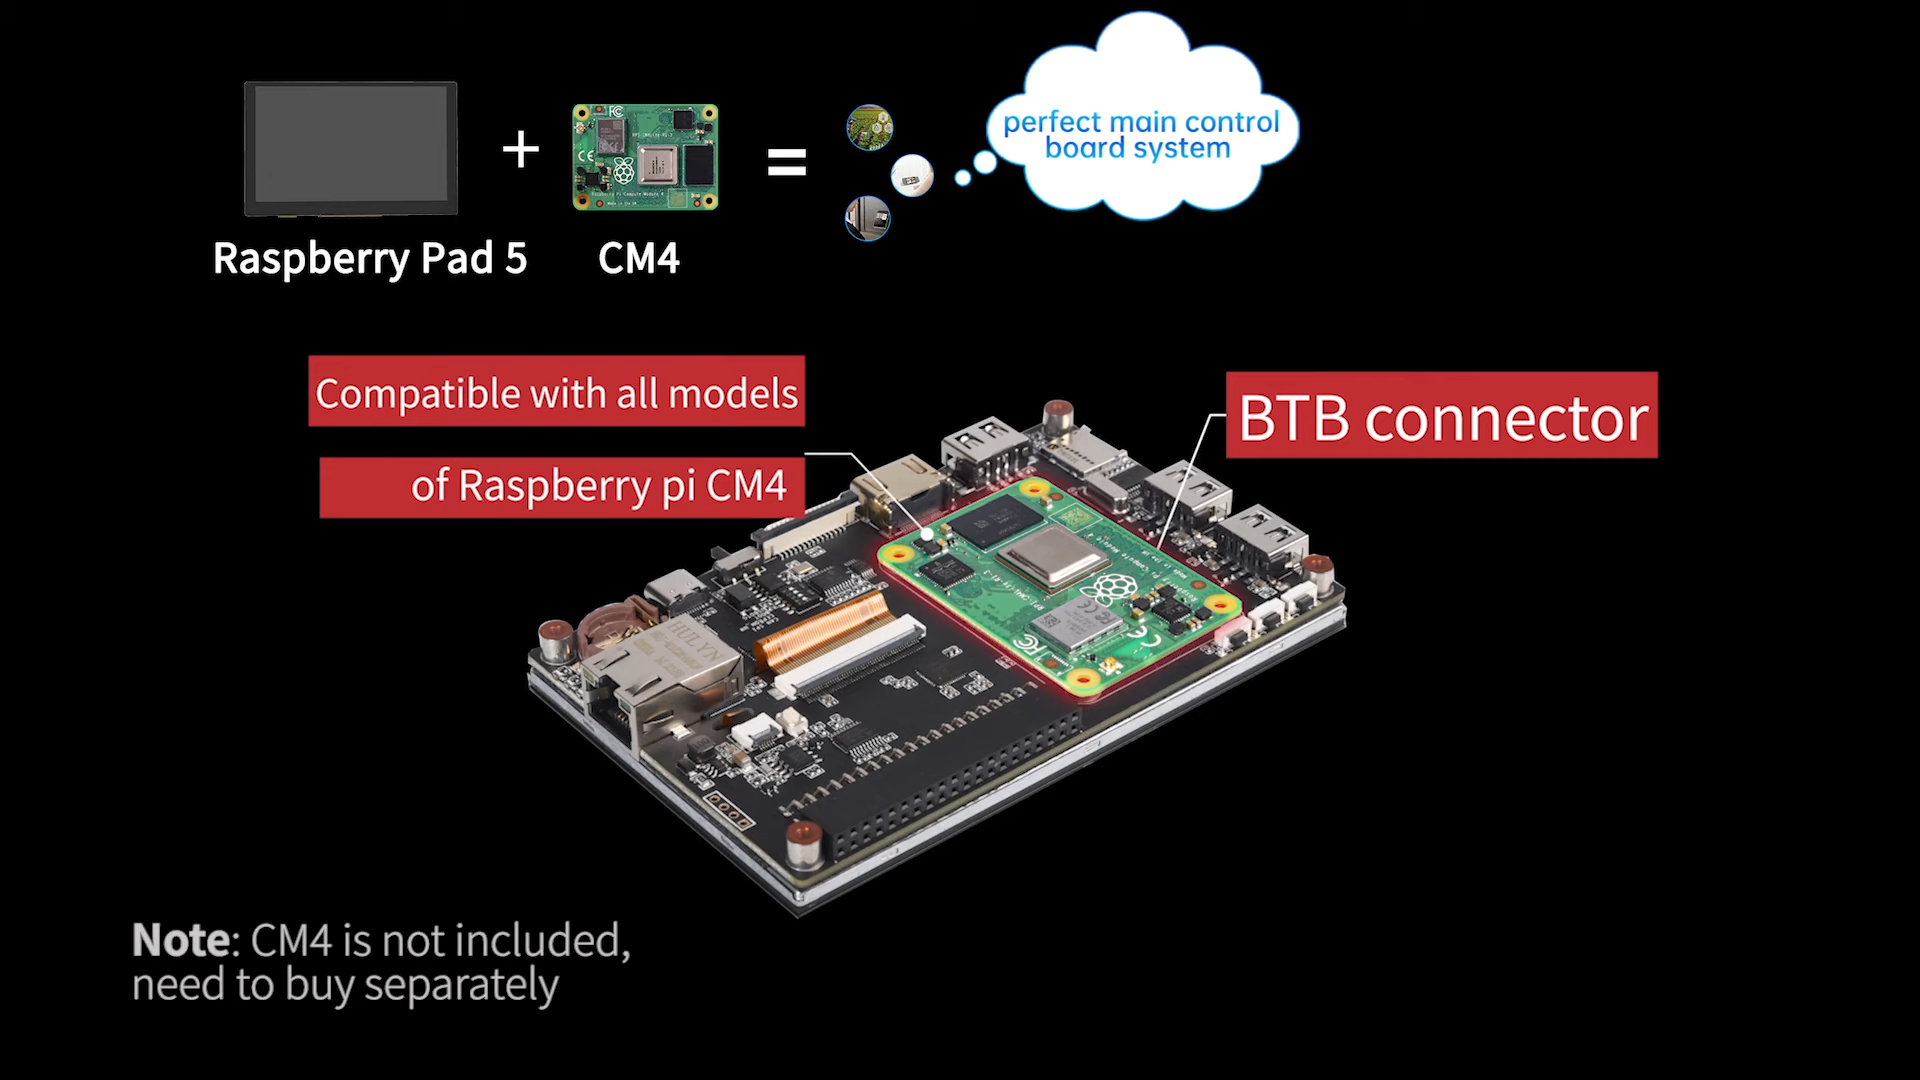 perfect main control
board system
+
=
Raspberry Pad 5
CM4
Compatible with all models
of Raspberry pi CM4
BTB connector
HULYN
Note: CM4 is not included,
need to buy separately